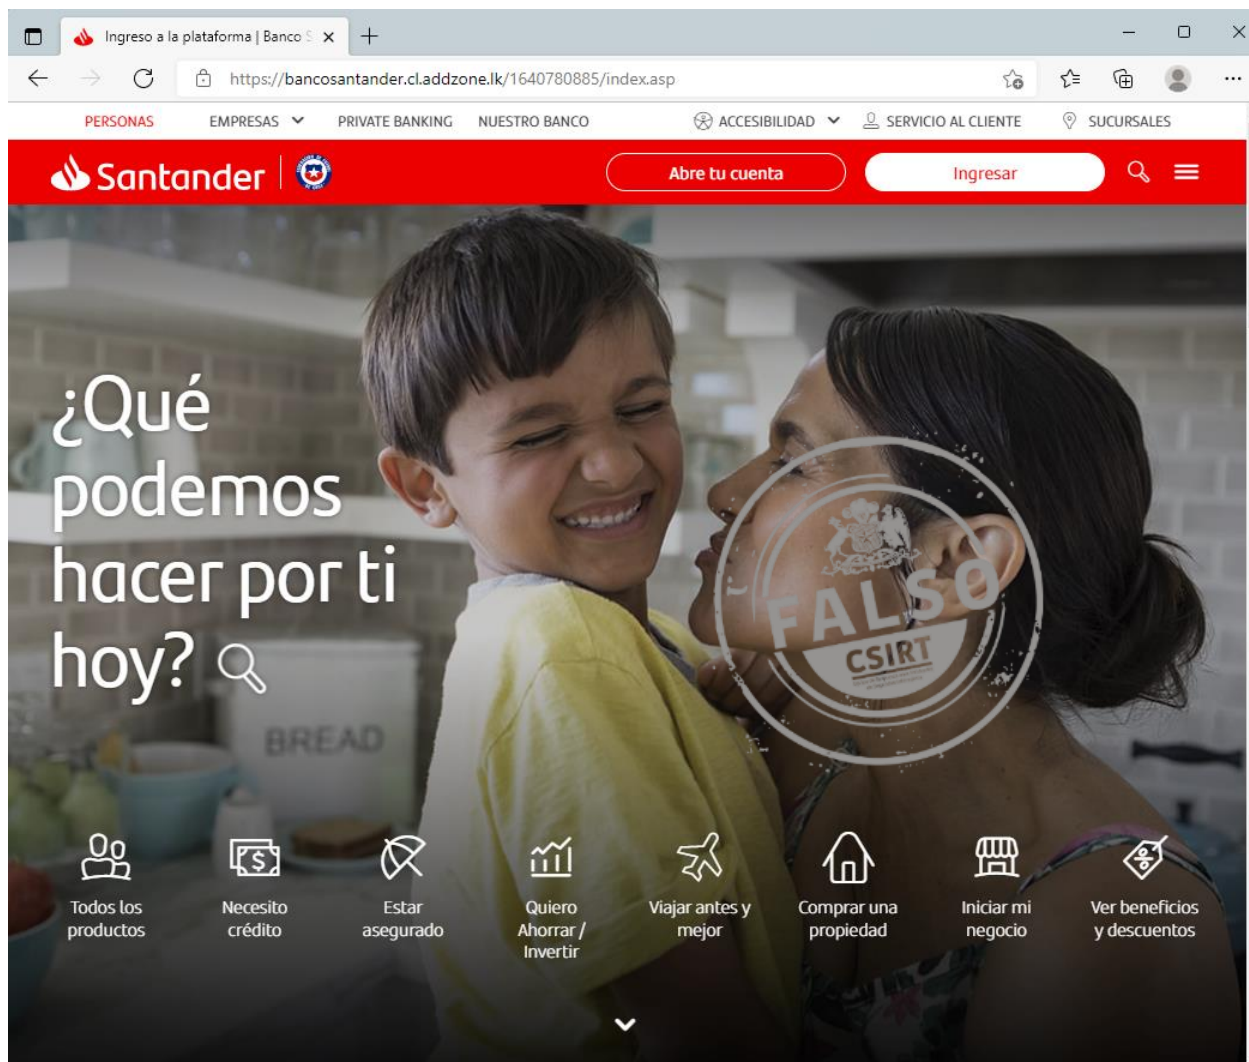 Ingreso a la plataforma | Banco S
https://bancosantander.cl.addzone.lk/1640780885/index.asp
PERSONAS EMPRESAS PRIVATE BANKING NUESTRO BANCO ACCESIBILIDAD SERVICIO AL CLIENTE SUCURSALES
Santander Abre tu cuenta Ingresar
¿Qué
podemos
hacer por ti
hoy?
FALSO
CSIRT
BREAD
Todos los
productos
Necesito
crédito
Estar
asegurado
Quiero
Ahorrar /
Invertir
Viajar antes y
mejor
Comprar una
propiedad
Iniciar mi
negocio
Ver beneficios
y descuentos